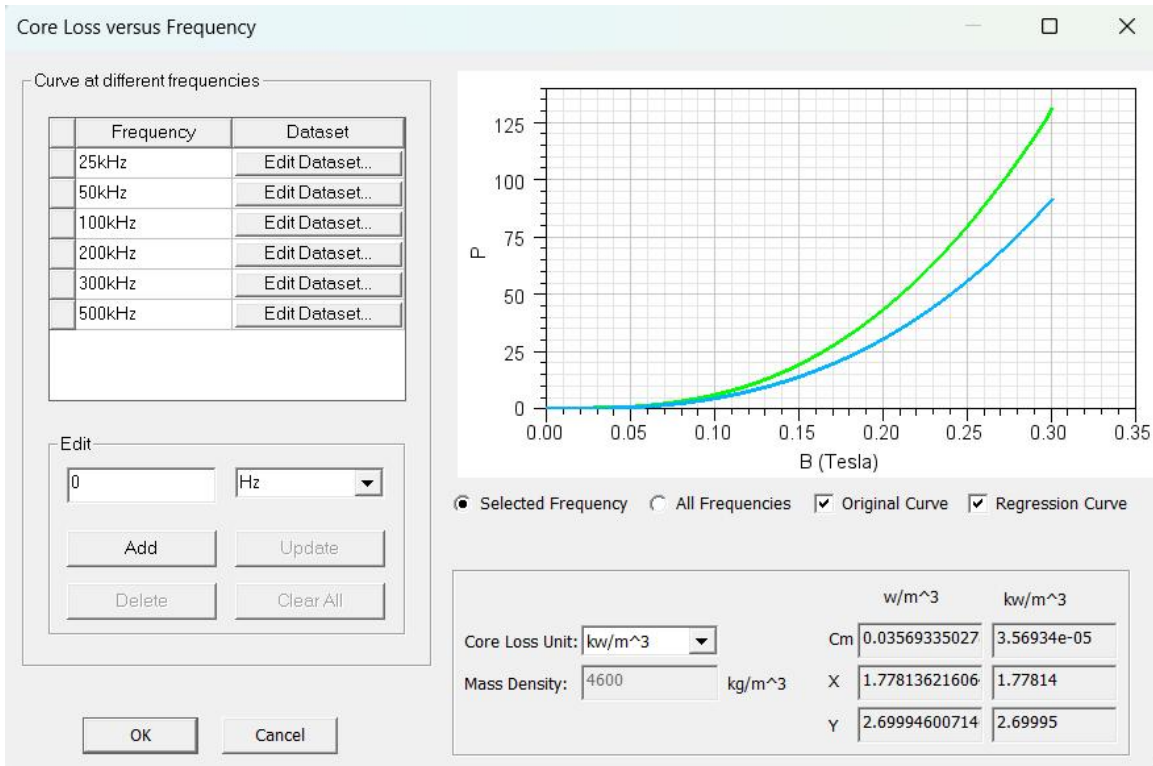 Core Loss versus Frequency
Curve at different frequencies
Frequency Dataset
25kHz Edit Dataset...
50kHz Edit Dataset...
100kHz Edit Dataset...
200kHz Edit Dataset...
300kHz Edit Dataset...
500kHz Edit Dataset...
Edit
0 Hz
Add Update
Delete Clear All
OK Cancel
125
100
75
50
25
0
P
0.00 0.05 0.10 0.15 0.20 0.25 0.30 0.35
B (Tesla)
Selected Frequency All Frequencies Original Curve Regression Curve
w/m^3 kw/m^3
Core Loss Unit: kw/m^3 Cm 0.03569335027 3.56934e-05
Mass Density: 4600 kg/m^3 X 1.77813621606 1.77814
Y 2.69994600714 2.69995